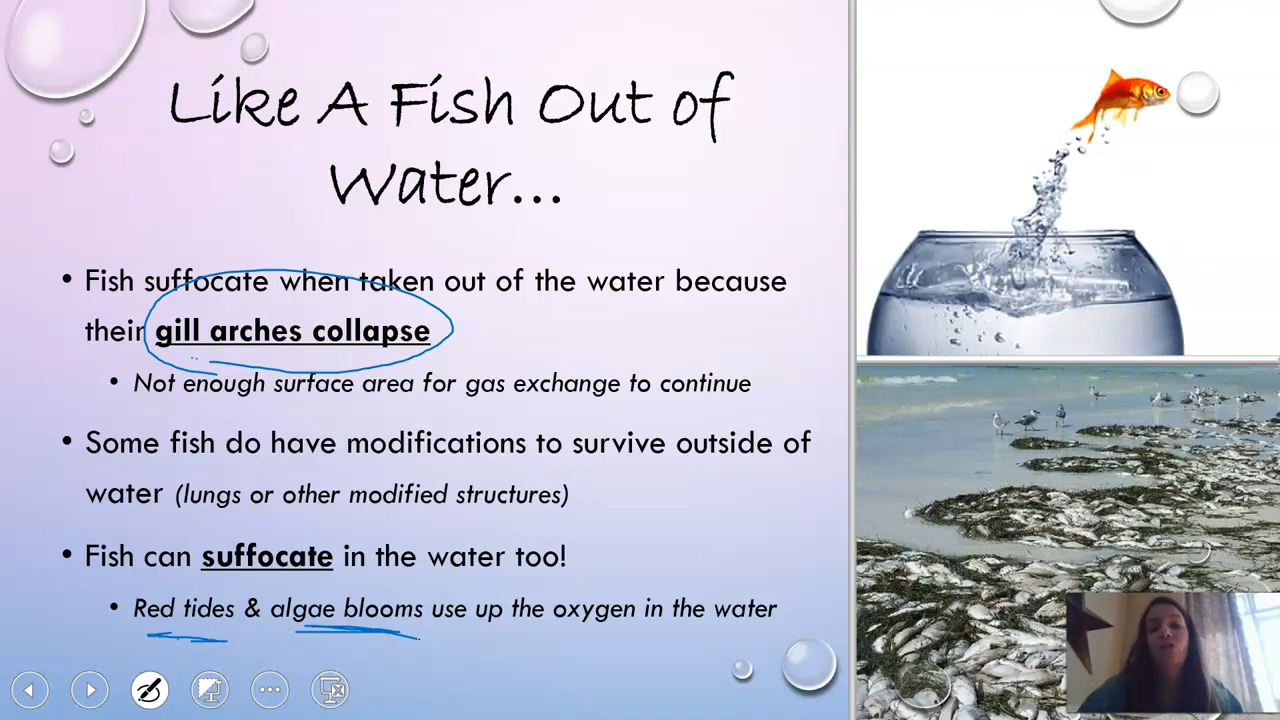 Like A Fish Out of
Water...
• Fish suffocate when taken out of the water because
their gill arches collapse
• Not enough surface area for gas exchange to continue
• Some fish do have modifications to survive outside of
water (lungs or other modified structures)
• Fish can suffocate in the water too!
• Red tides & algae blooms use up the oxygen in the water